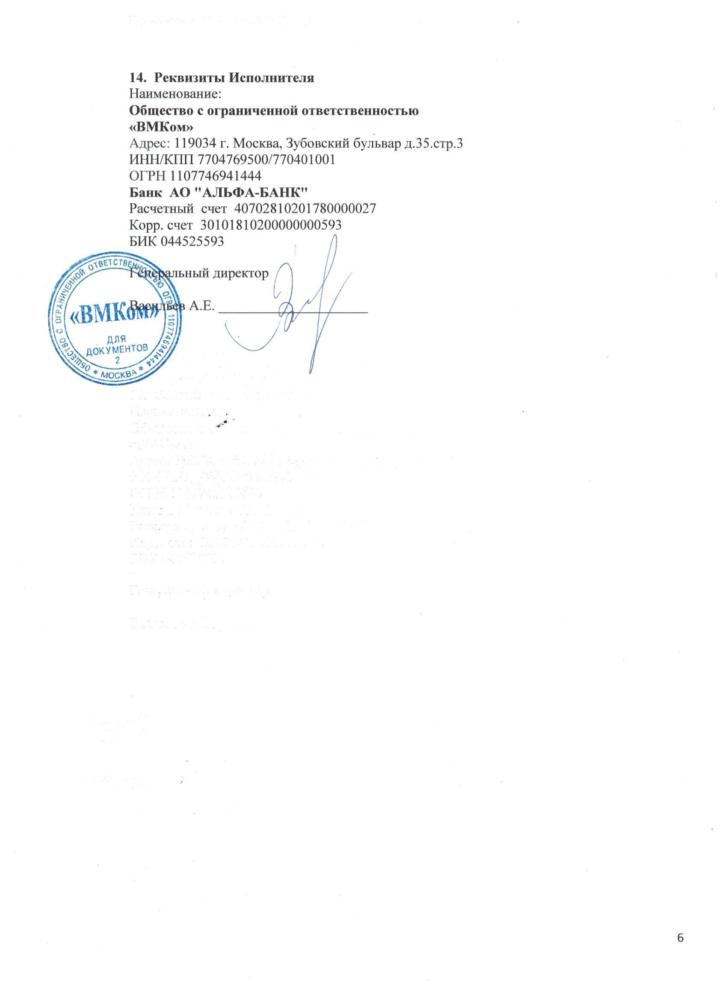 14. Реквизиты Исполнителя
Наименование:
Общество с ограниченной ответственностью
«ВМКом»
Адрес: 119034 г. Москва, Зубовский бульвар д.35.стр.3
ИНН/КПП 7704769500/770401001
ОГРН 1107746941444
Банк АО "АЛЬФА-БАНК"
Расчетный счет 40702810201780000027
Корр. счет 30101810200000000593
БИК 044525593
Генеральный директор
Васильев А.Е.
ОБЩЕСТВО С ОГРАНИЧЕННОЙ ОТВЕТСТВЕННОСТЬЮ ОГРН 1107746941444
* МОСКВА *
«ВМКом»
ДЛЯ
ДОКУМЕНТОВ
2
6